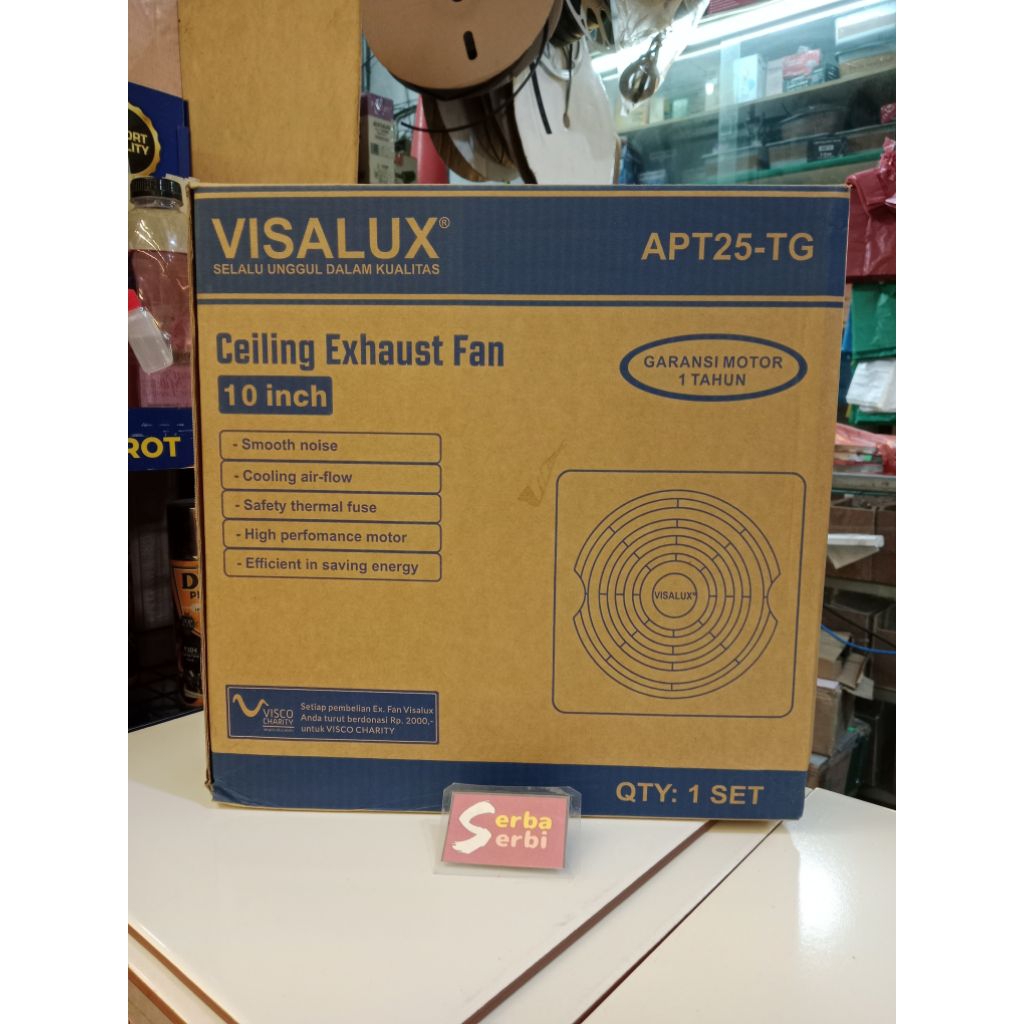 VISALUX®
SELALU UNGGUL DALAM KUALITAS
APT25-TG
Ceiling Exhaust Fan
10 inch
GARANSI MOTOR
1 TAHUN
- Smooth noise
- Cooling air-flow
- Safety thermal fuse
- High perfomance motor
- Efficient in saving energy
VISALUX®
VISCO
CHARITY
Setiap pembelian Ex. Fan Visalux
Anda turut berdonasi Rp. 2000,-
untuk VISCO CHARITY
QTY: 1 SET
Serba
Serbi
ROT